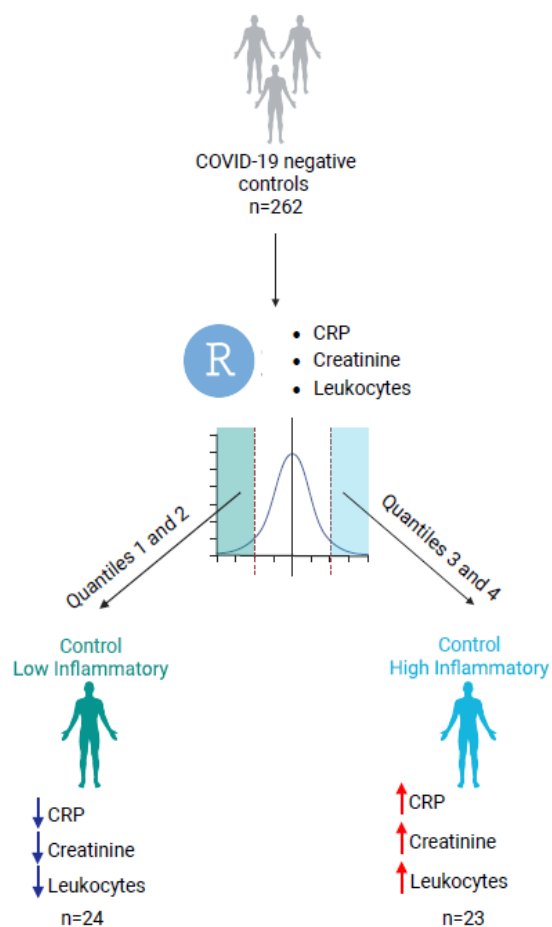 COVID-19 negative
controls
n=262
R
• CRP
• Creatinine
• Leukocytes
Quantiles 1 and 2
Quantiles 3 and 4
Control
Low Inflammatory
Control
High Inflammatory
CRP
Creatinine
Leukocytes
n=24
CRP
Creatinine
Leukocytes
n=23